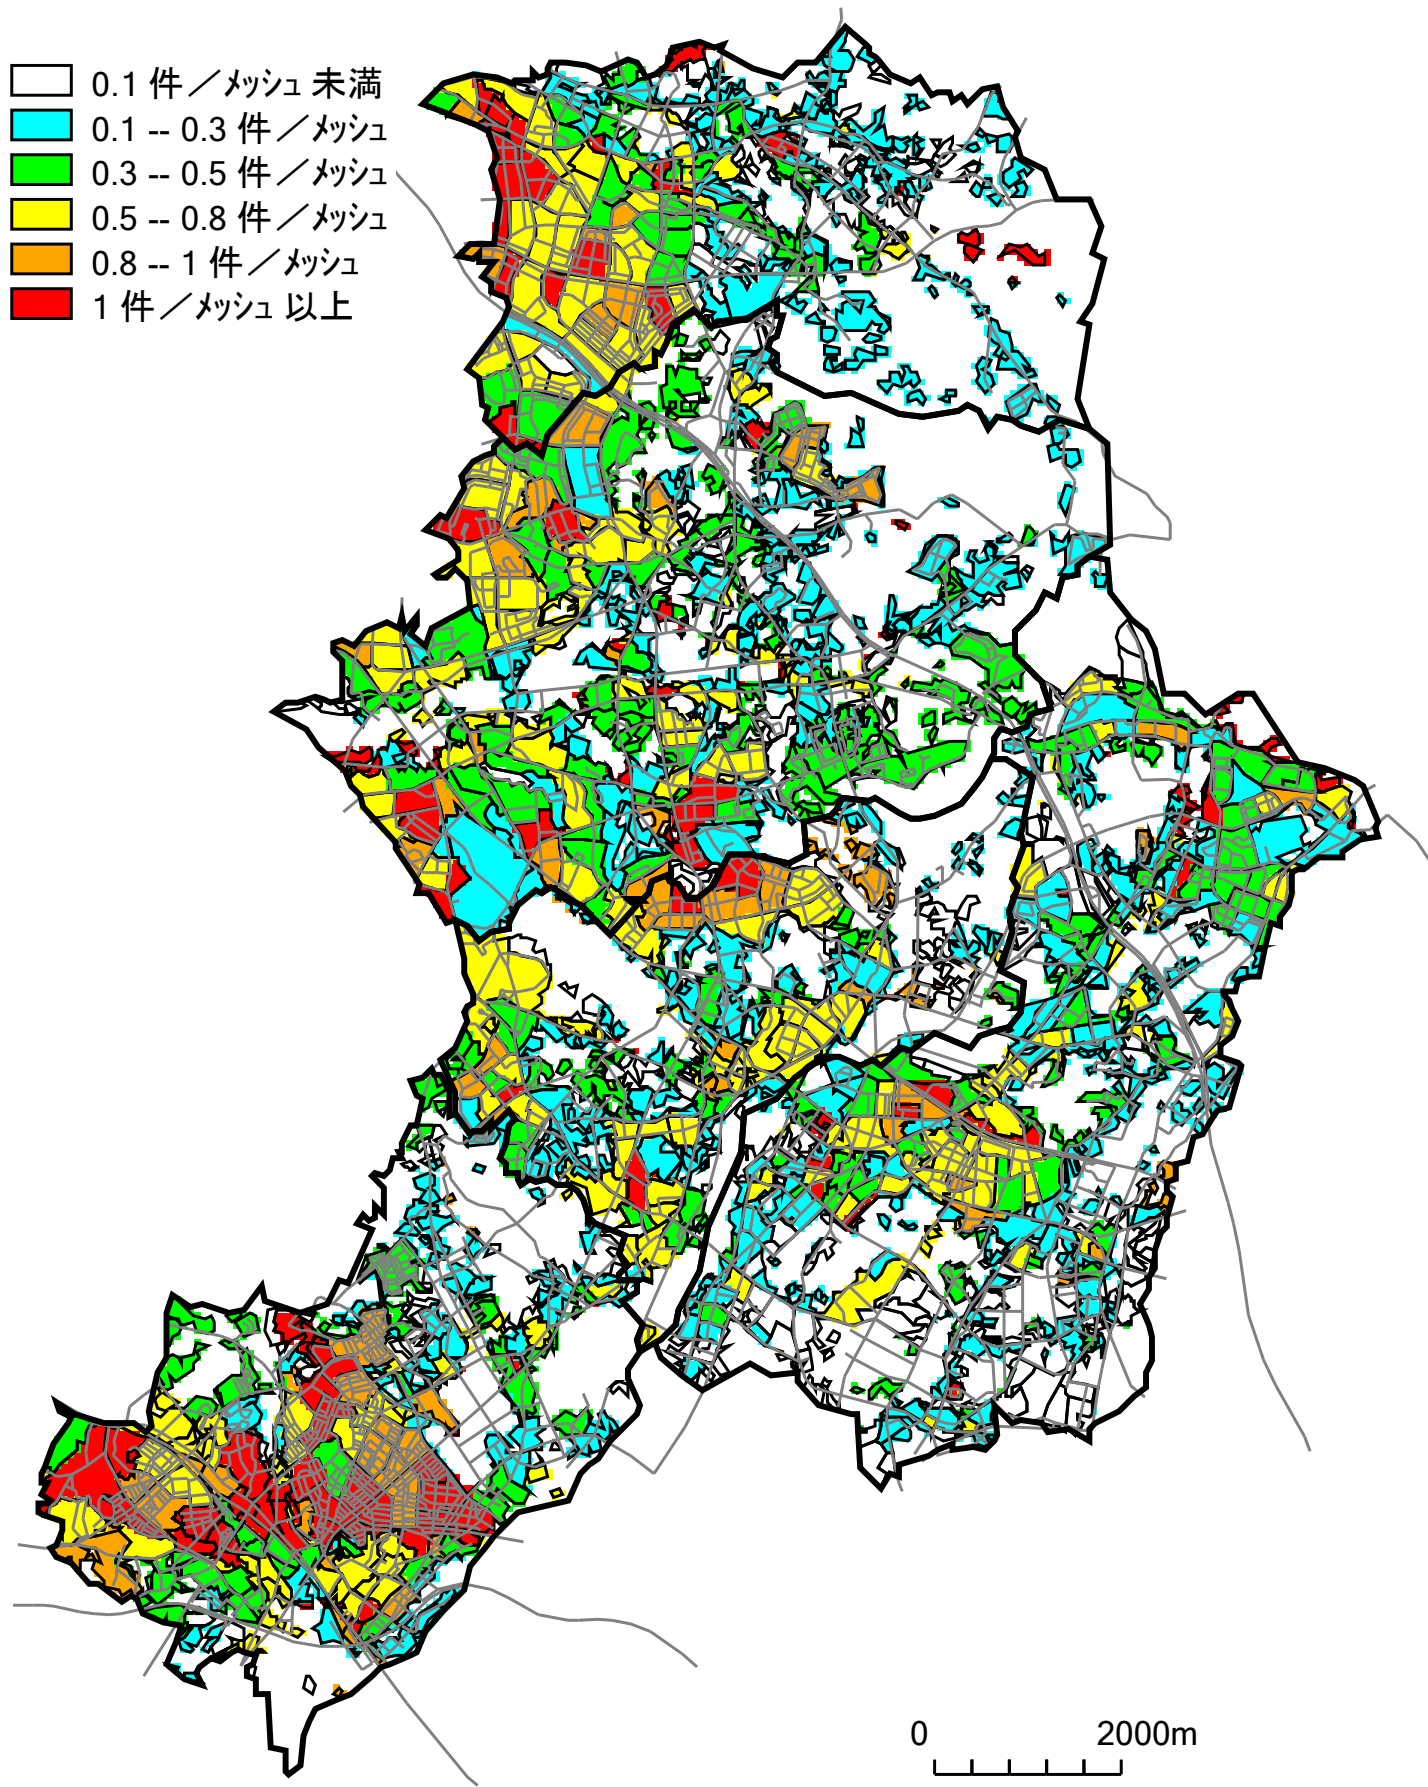 0.1 件／メッシュ 未満
0.1 -- 0.3 件／メッシュ
0.3 -- 0.5 件／メッシュ
0.5 -- 0.8 件／メッシュ
0.8 -- 1 件／メッシュ
1 件／メッシュ 以上
0 2000m